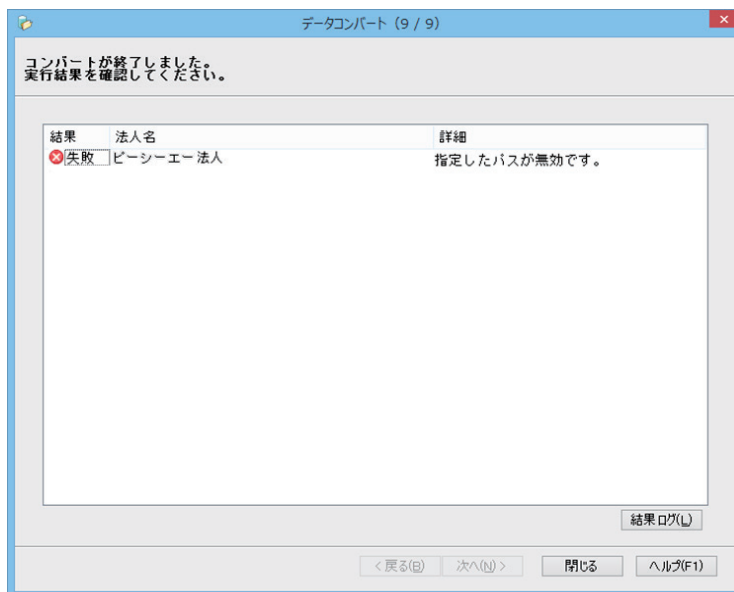 データコンバート (9 / 9)
コンバートが終了しました。
実行結果を確認してください。
結果 法人名 詳細
失敗 ピーシーエー法人 指定したパスが無効です。
結果ログ(L)
< 戻る(B) 次へ(N) > 閉じる ヘルプ(F1)